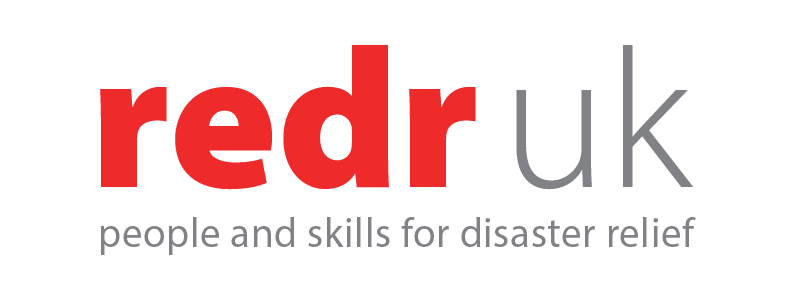 redr uk
people and skills for disaster relief